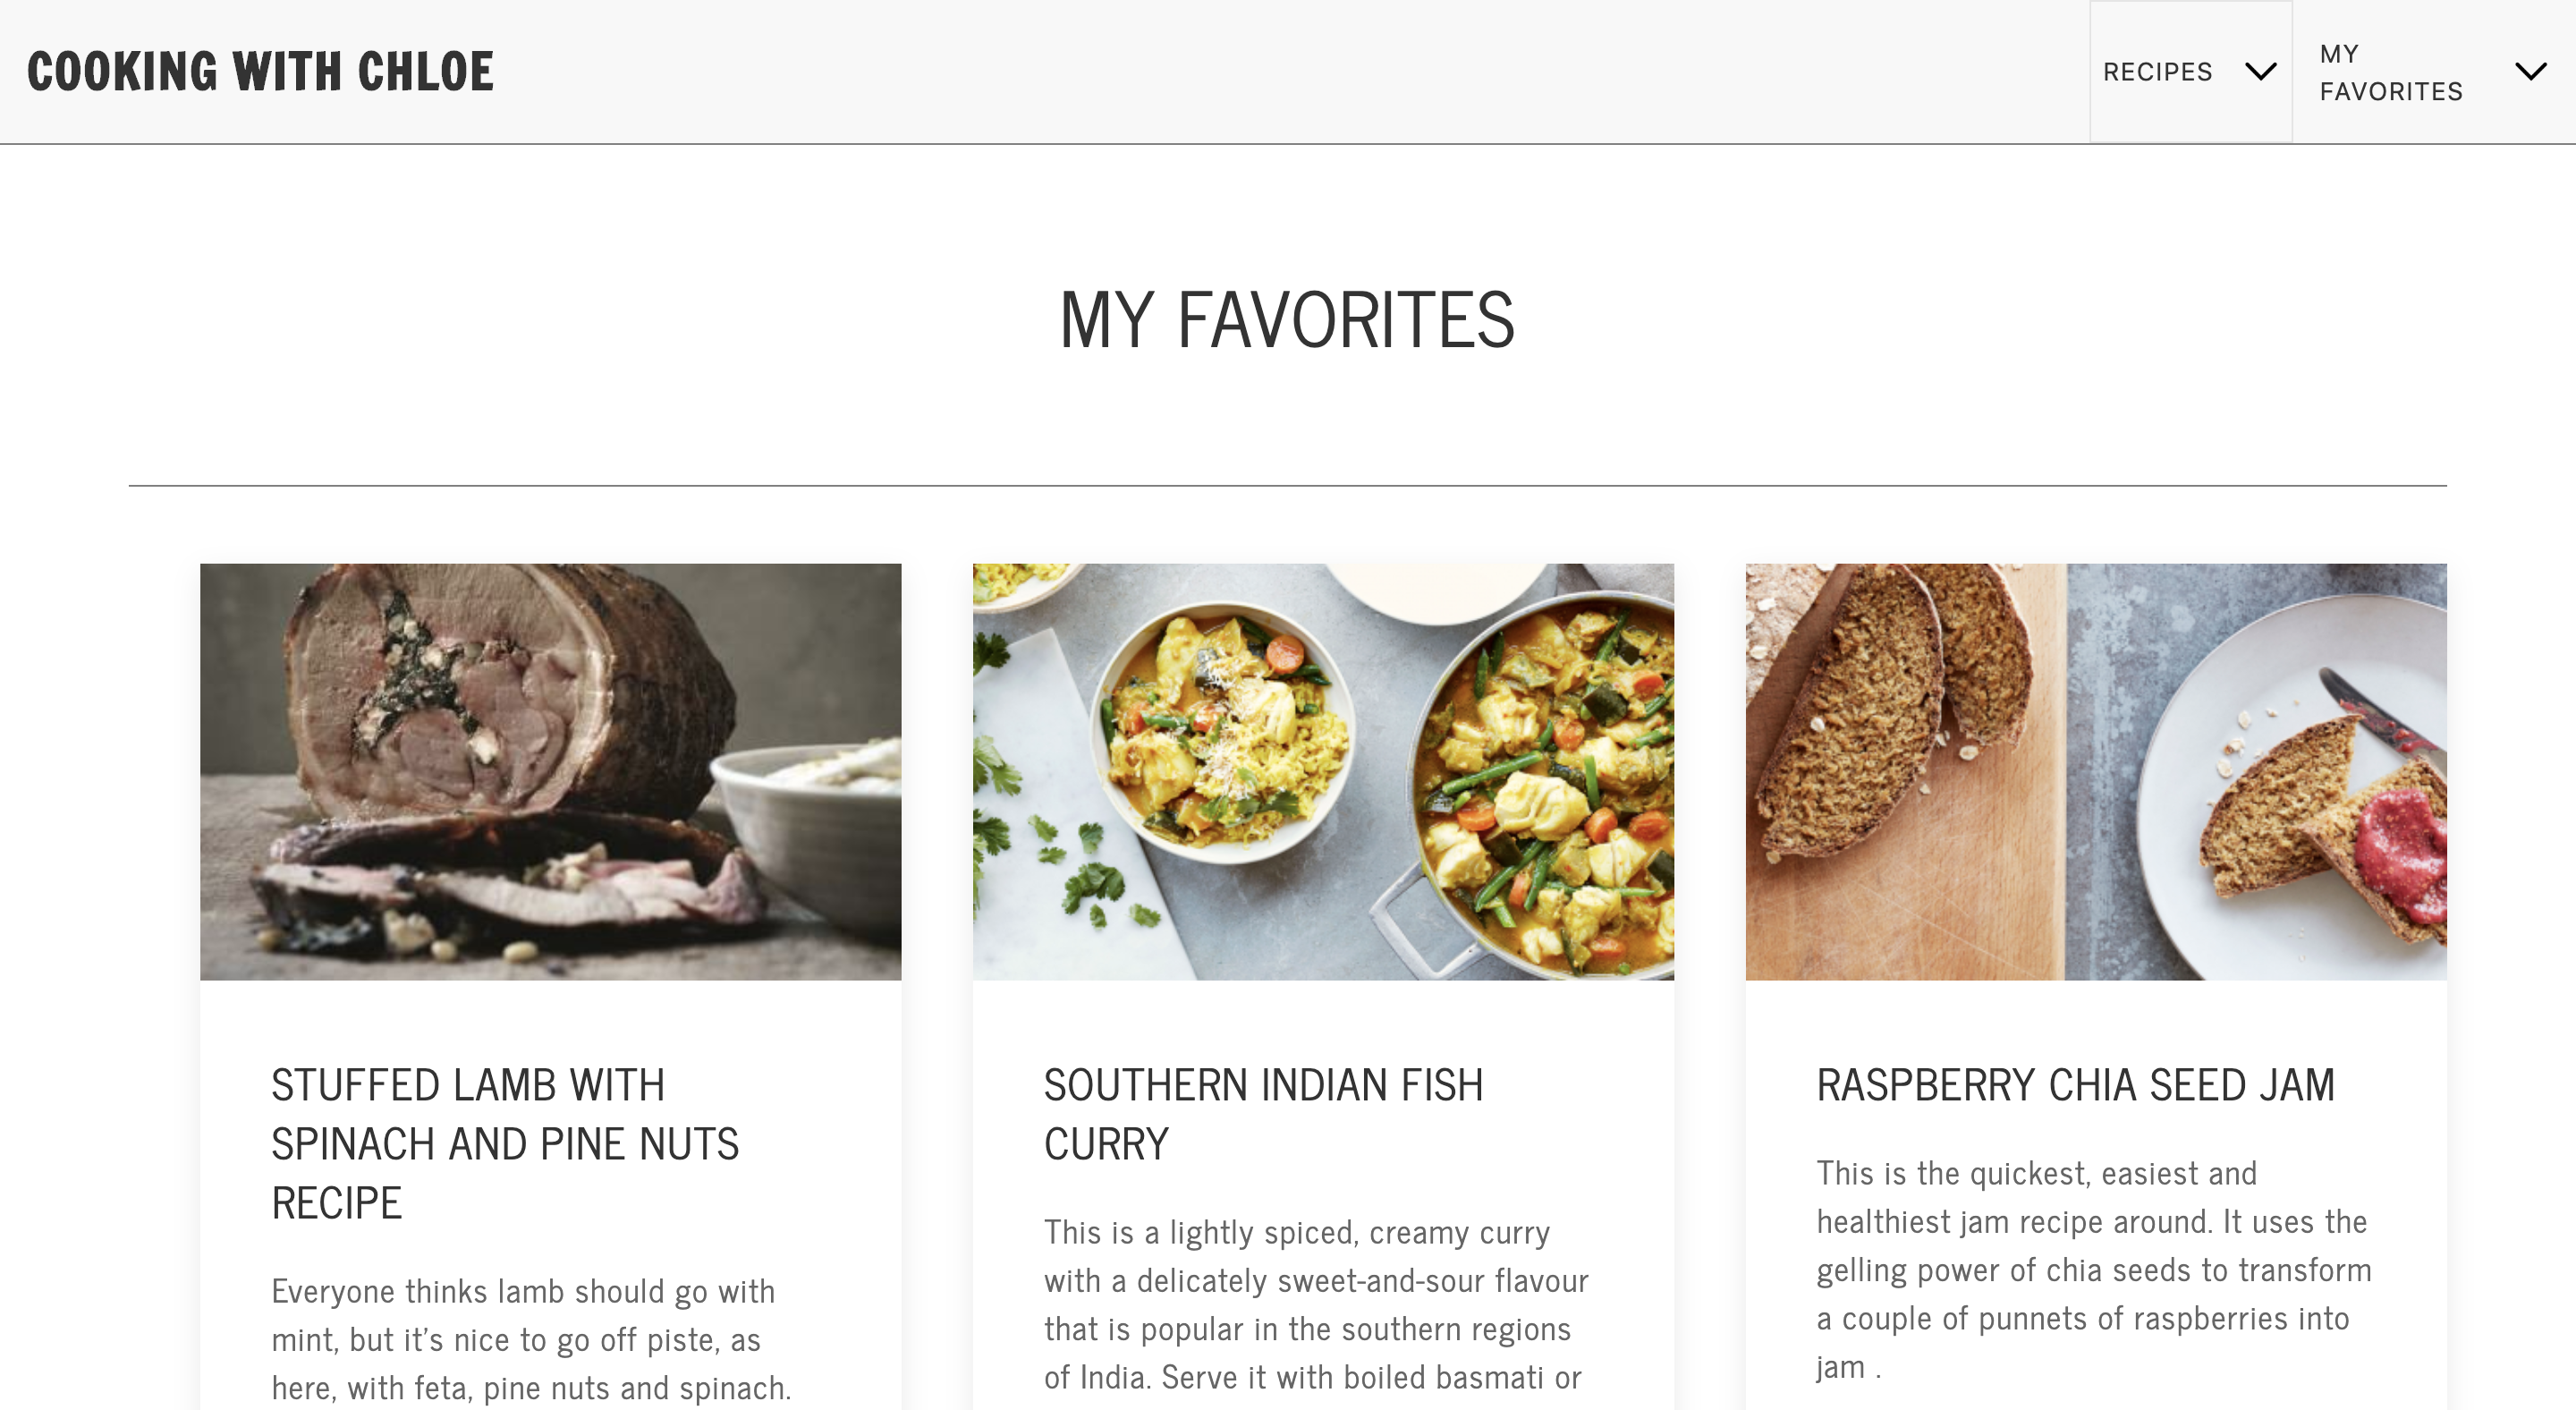 COOKING WITH CHLOE
RECIPES
MY
FAVORITES
MY FAVORITES
STUFFED LAMB WITH
SPINACH AND PINE NUTS
RECIPE
Everyone thinks lamb should go with
mint, but it's nice to go off piste, as
here, with feta, pine nuts and spinach.
SOUTHERN INDIAN FISH
CURRY
This is a lightly spiced, creamy curry
with a delicately sweet-and-sour flavour
that is popular in the southern regions
of India. Serve it with boiled basmati or
RASPBERRY CHIA SEED JAM
This is the quickest, easiest and
healthiest jam recipe around. It uses the
gelling power of chia seeds to transform
a couple of punnets of raspberries into
jam .